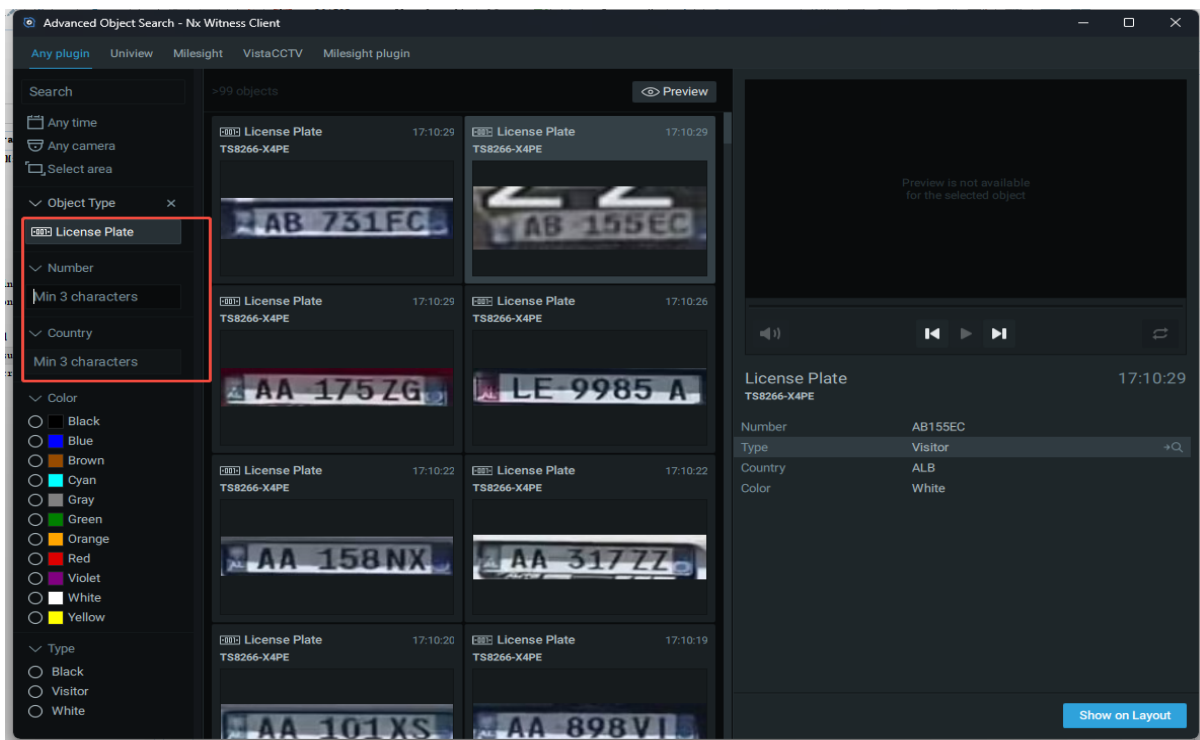 Advanced Object Search - Nx Witness Client
Any plugin Uniview Milesight VistaCCTV Milesight plugin
Search
Any time
Any camera
Select area
Object Type
License Plate
Number
Min 3 characters
Country
Min 3 characters
Color
Black
Blue
Brown
Cyan
Gray
Green
Orange
Red
Violet
White
Yellow
Type
Black
Visitor
White
>99 objects
Preview
License Plate 17:10:29
TS8266-X4PE
AB 731FC
License Plate 17:10:29
TS8266-X4PE
AB 155EC
License Plate 17:10:29
TS8266-X4PE
AA 175ZG
License Plate 17:10:26
TS8266-X4PE
LE 9985 A
License Plate 17:10:22
TS8266-X4PE
AA 158NX
License Plate 17:10:22
TS8266-X4PE
AA 317ZZ
License Plate 17:10:20
TS8266-X4PE
AA 101XS
License Plate 17:10:19
TS8266-X4PE
AA 898VI
Preview is not available
for the selected object
License Plate 17:10:29
TS8266-X4PE
Number AB155EC
Type Visitor
Country ALB
Color White
Show on Layout